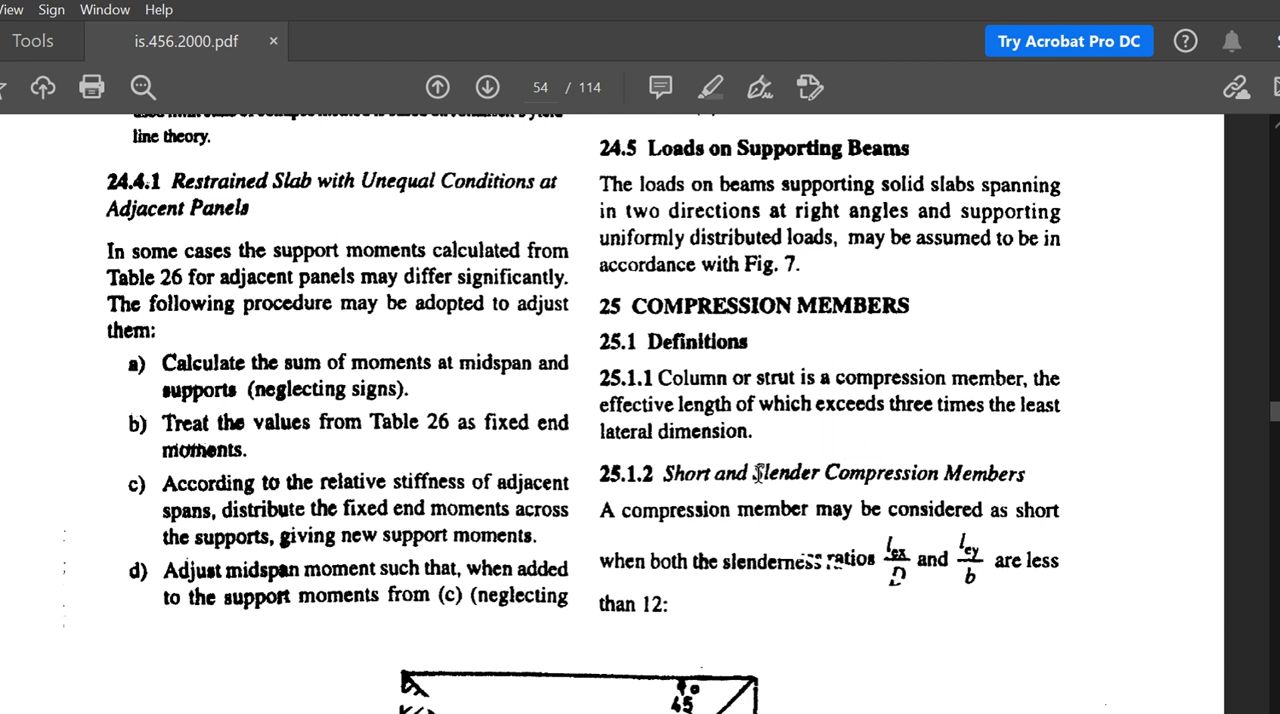 View Sign Window Help
Tools is.456.2000.pdf × Try Acrobat Pro DC
54 / 114
line theory.
24.4.1 Restrained Slab with Unequal Conditions at
Adjacent Panels
In some cases the support moments calculated from
Table 26 for adjacent panels may differ significantly.
The following procedure may be adopted to adjust
them:
a) Calculate the sum of moments at midspan and
supports (neglecting signs).
b) Treat the values from Table 26 as fixed end
moments.
c) According to the relative stiffness of adjacent
spans, distribute the fixed end moments across
the supports, giving new support moments.
d) Adjust midspan moment such that, when added
to the support moments from (c) (neglecting
24.5 Loads on Supporting Beams
The loads on beams supporting solid slabs spanning
in two directions at right angles and supporting
uniformly distributed loads, may be assumed to be in
accordance with Fig. 7.
25 COMPRESSION MEMBERS
25.1 Definitions
25.1.1 Column or strut is a compression member, the
effective length of which exceeds three times the least
lateral dimension.
25.1.2 Short and Slender Compression Members
A compression member may be considered as short
when both the slenderness ratios lex/D and ley/b are less
than 12:
45°